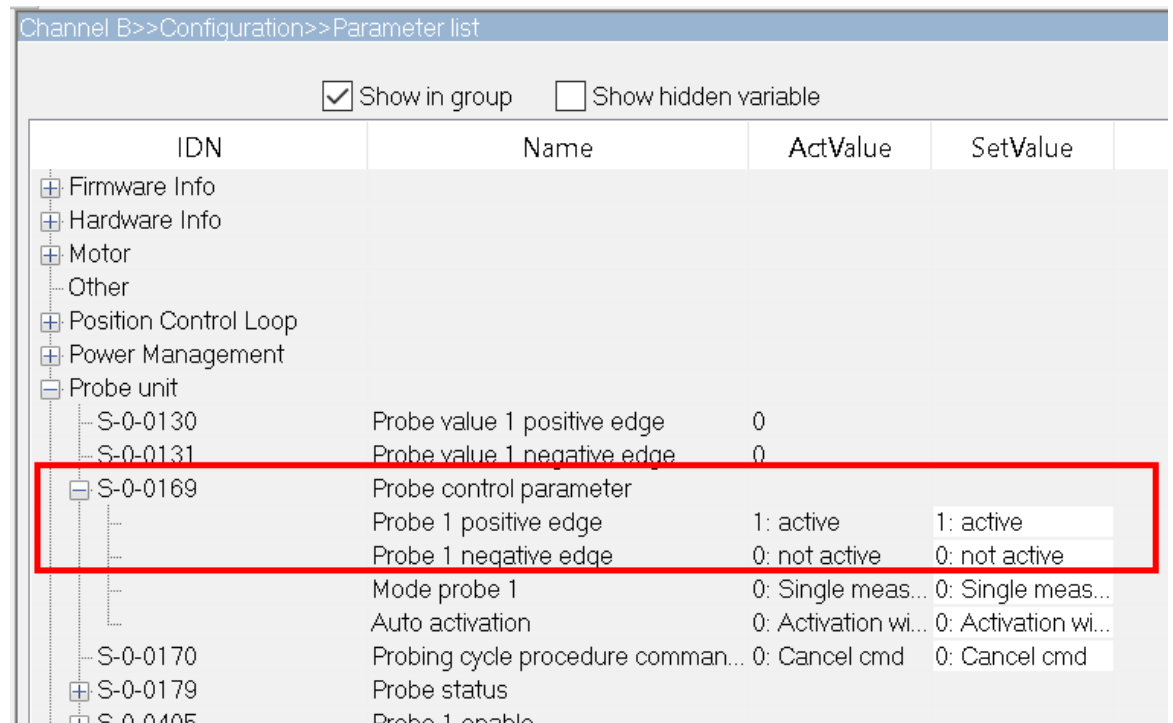 Channel B>>Configuration>>Parameter list
Show in group Show hidden variable
IDN Name ActValue SetValue
Firmware Info
Hardware Info
Motor
Other
Position Control Loop
Power Management
Probe unit
S-0-0130 Probe value 1 positive edge 0
S-0-0131 Probe value 1 negative edge 0
S-0-0169 Probe control parameter
Probe 1 positive edge 1: active 1: active
Probe 1 negative edge 0: not active 0: not active
Mode probe 1 0: Single meas... 0: Single meas...
Auto activation 0: Activation wi... 0: Activation wi...
S-0-0170 Probing cycle procedure comman... 0: Cancel cmd 0: Cancel cmd
S-0-0179 Probe status
S-0-0405 Probe 1 enable